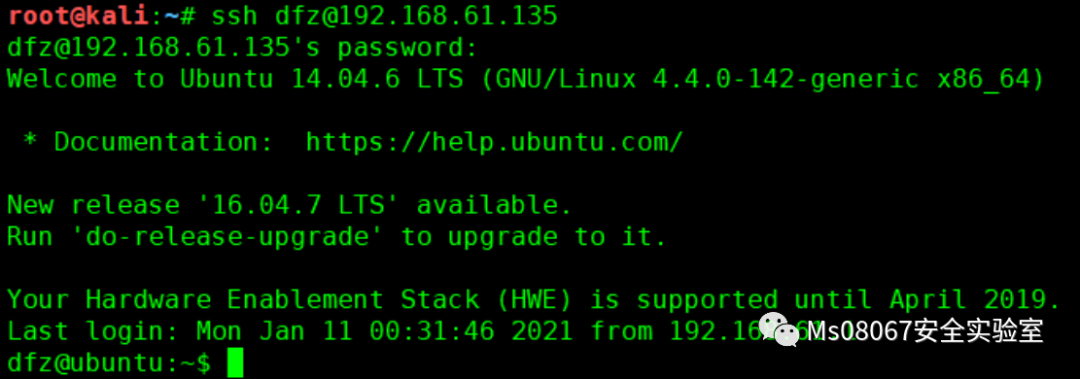 root@kali:~# ssh dfz@192.168.61.135
dfz@192.168.61.135's password:
Welcome to Ubuntu 14.04.6 LTS (GNU/Linux 4.4.0-142-generic x86_64)
* Documentation:  https://help.ubuntu.com/
New release '16.04.7 LTS' available.
Run 'do-release-upgrade' to upgrade to it.
Your Hardware Enablement Stack (HWE) is supported until April 2019.
Last login: Mon Jan 11 00:31:46 2021 from
Ms08067安全实验室
dfz@ubuntu:~$